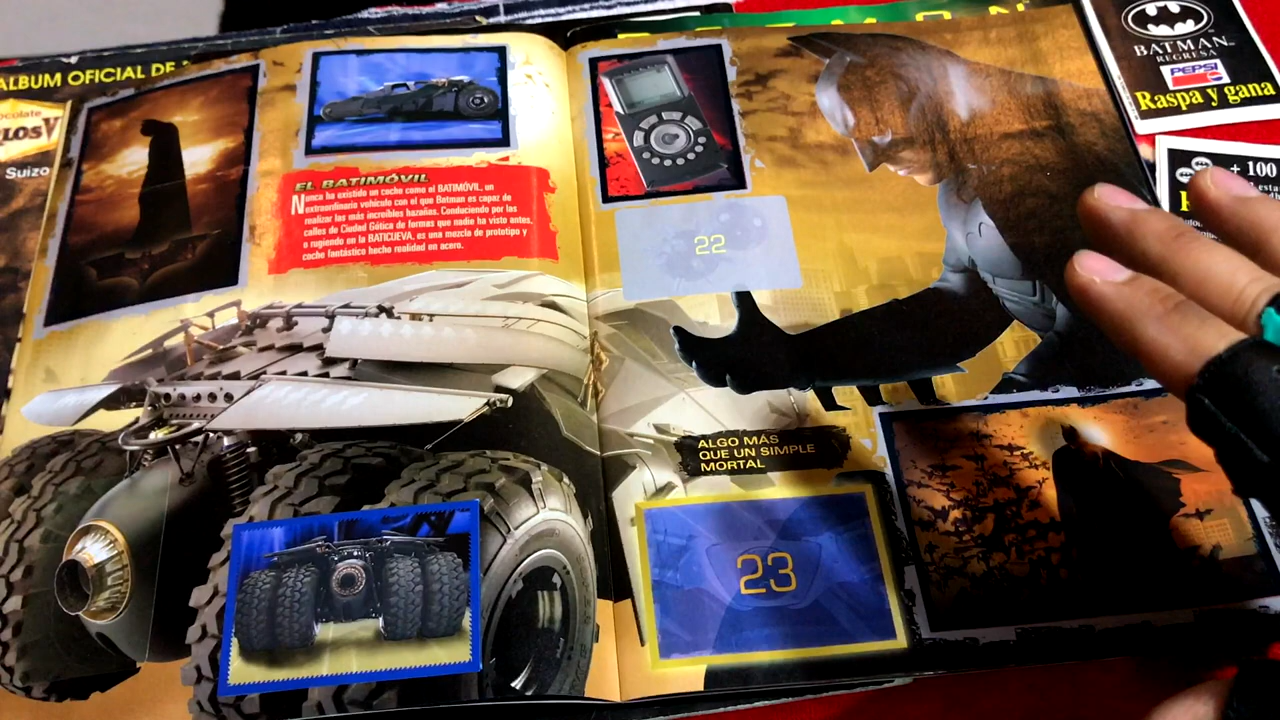 ALBUM OFICIAL DE
Suizo
EL BATIMÓVIL
Nunca ha existido un coche como el BATIMÓVIL, un
extraordinario vehículo con el que Batman es capaz de
realizar las más increíbles hazañas. Conduciendo por las
calles de Ciudad Gótica de formas que nadie ha visto antes,
o rugiendo en la BATICUEVA, es una mezcla de prototipo y
coche fantástico hecho realidad en acero.
22
ALGO MÁS
QUE UN SIMPLE
MORTAL
23
BATMAN
REGRESA
PEPSI
Raspa y gana
+ 100